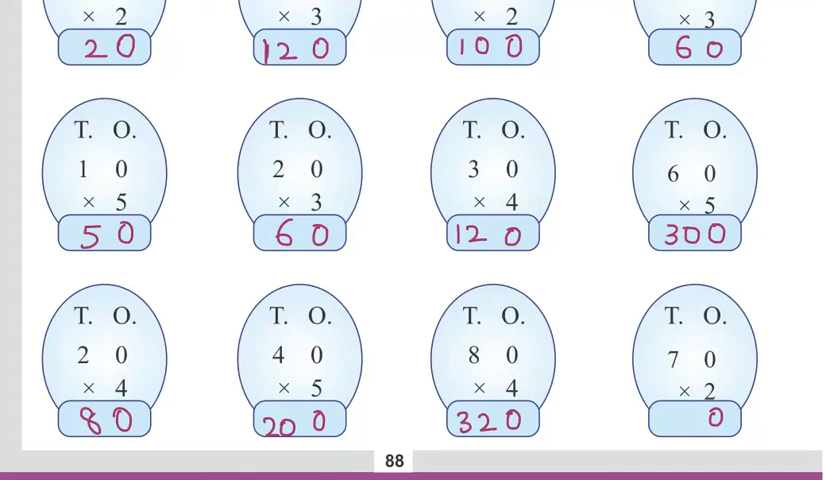 × 2 × 3 × 2 × 3
20 120 100 60
T. O. T. O. T. O. T. O.
1 0 2 0 3 0 6 0
× 5 × 3 × 4 × 5
50 60 120 300
T. O. T. O. T. O. T. O.
2 0 4 0 8 0 7 0
× 4 × 5 × 4 × 2
80 200 320 0
88